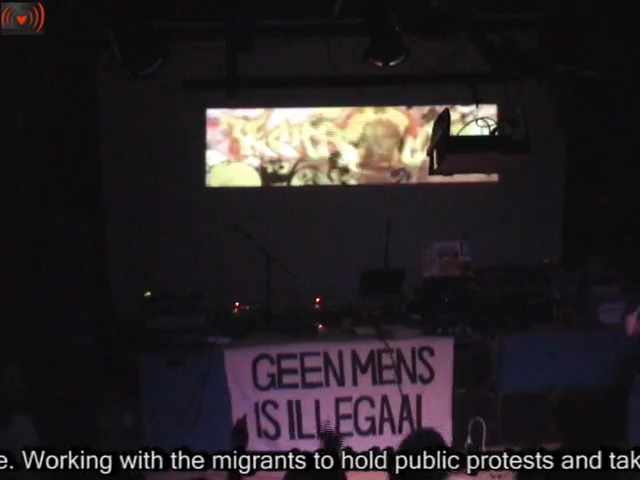 GEEN MENS
IS ILLEGAAL
e. Working with the migrants to hold public protests and tak